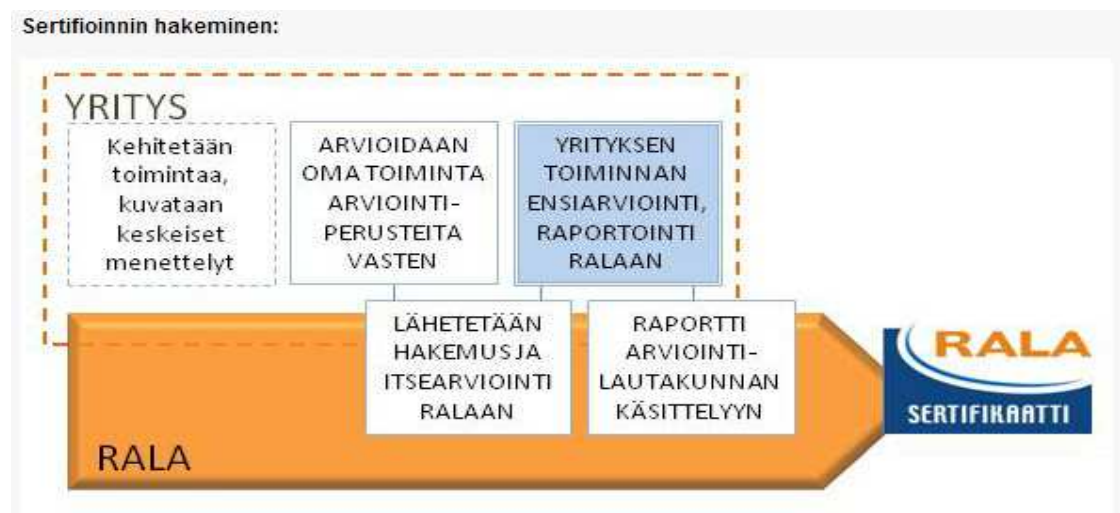 Sertifioinnin hakeminen:
YRITYS
Kehitetään
toimintaa,
kuvataan
keskeiset
menettelyt
ARVIOIDAAN
OMA TOIMINTA
ARVIOINTI-
PERUSTEITA
VASTEN
YRITYKSEN
TOIMINNAN
ENSIARVIOINTI,
RAPORTOINTI
RALAAN
LÄHETETÄÄN
HAKEMUS JA
ITSEARVIOINTI
RALAAN
RAPORTTI
ARVIOINTI-
LAUTAKUNNAN
KÄSITTELYYN
RALA
RALA
SERTIFIKAATTI